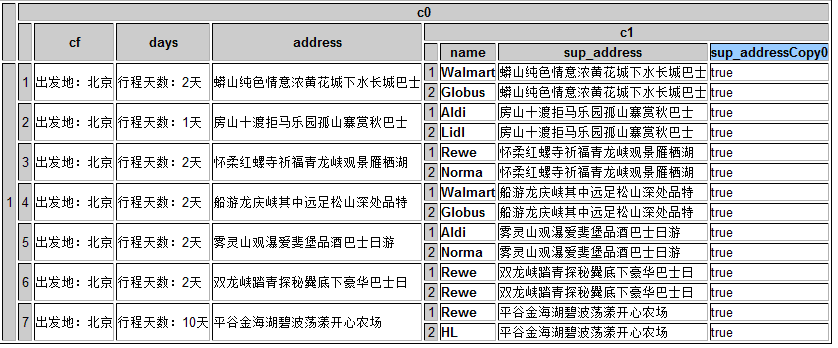 c0
cf days address c1
name sup_address sup_addressCopy0
1 1 出发地：北京 行程天数：2天 蟒山纯色情意浓黄花城下水长城巴士 1 Walmart 蟒山纯色情意浓黄花城下水长城巴士 true
2 Globus 蟒山纯色情意浓黄花城下水长城巴士 true
2 出发地：北京 行程天数：1天 房山十渡拒马乐园孤山寨赏秋巴士 1 Aldi 房山十渡拒马乐园孤山寨赏秋巴士 true
2 Lidl 房山十渡拒马乐园孤山寨赏秋巴士 true
3 出发地：北京 行程天数：2天 怀柔红螺寺祈福青龙峡观景雁栖湖 1 Rewe 怀柔红螺寺祈福青龙峡观景雁栖湖 true
2 Norma 怀柔红螺寺祈福青龙峡观景雁栖湖 true
4 出发地：北京 行程天数：2天 船游龙庆峡其中远足松山深处品特 1 Walmart 船游龙庆峡其中远足松山深处品特 true
2 Globus 船游龙庆峡其中远足松山深处品特 true
5 出发地：北京 行程天数：2天 雾灵山观瀑爱斐堡品酒巴士日游 1 Aldi 雾灵山观瀑爱斐堡品酒巴士日游 true
2 Norma 雾灵山观瀑爱斐堡品酒巴士日游 true
6 出发地：北京 行程天数：2天 双龙峡踏青探秘爨底下豪华巴士日 1 Rewe 双龙峡踏青探秘爨底下豪华巴士日 true
2 Rewe 双龙峡踏青探秘爨底下豪华巴士日 true
7 出发地：北京 行程天数：10天 平谷金海湖碧波荡漾开心农场 1 Rewe 平谷金海湖碧波荡漾开心农场 true
2 HL 平谷金海湖碧波荡漾开心农场 true